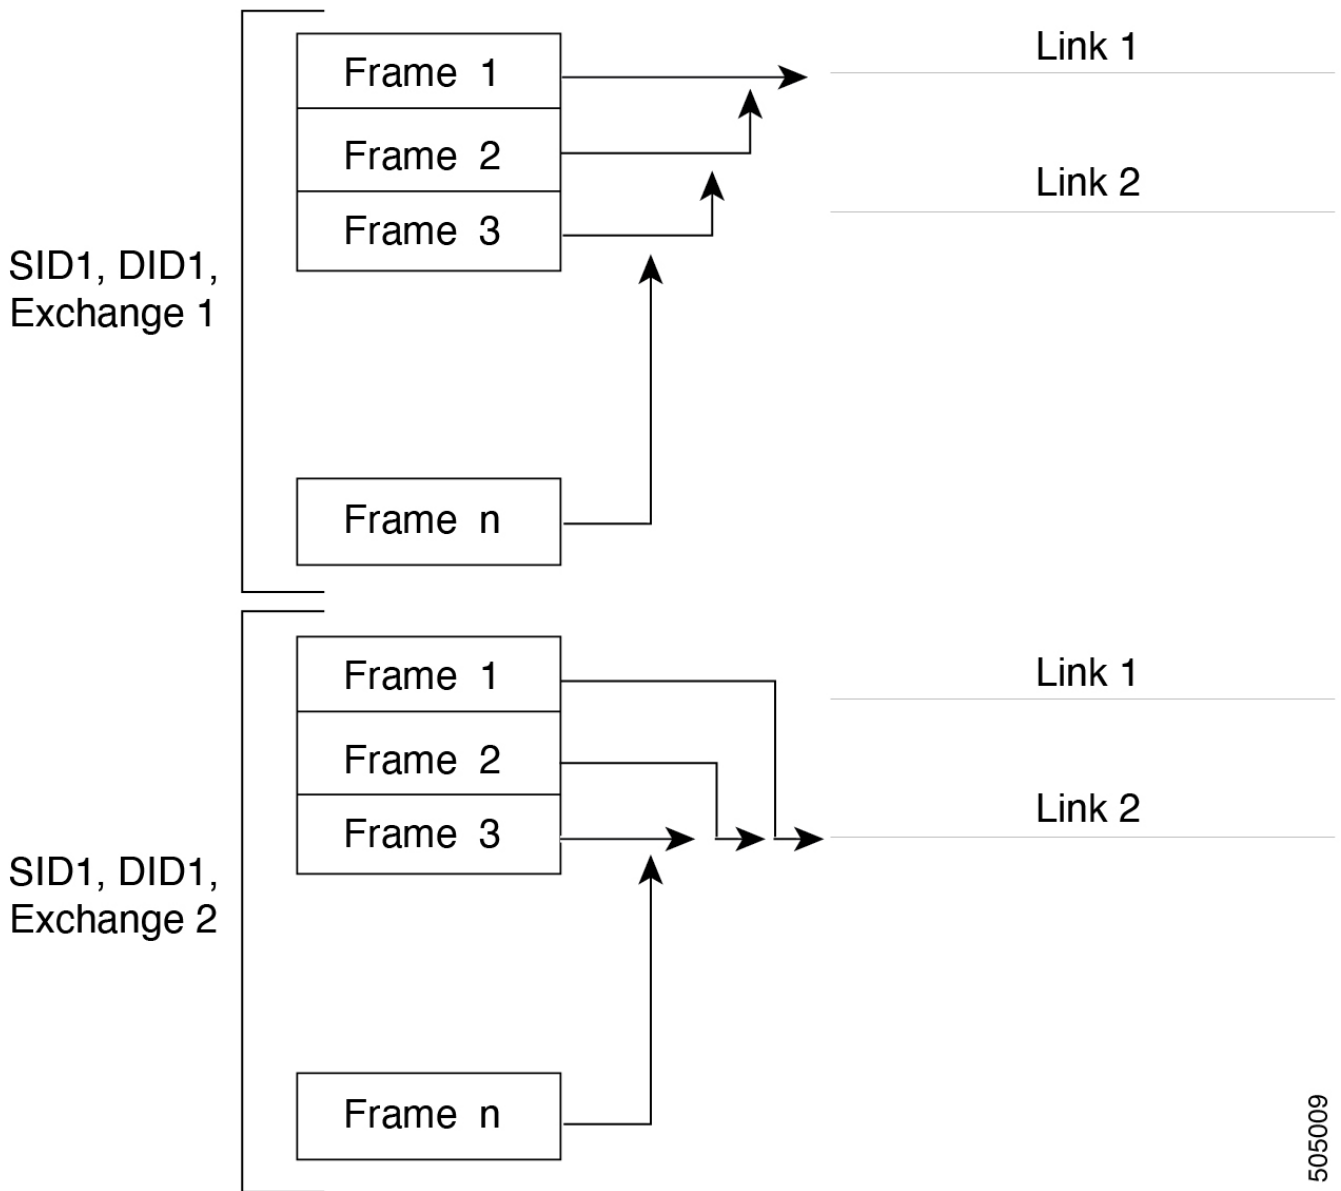 Frame 1
Link 1
Frame 2
Link 2
Frame 3
SID1, DID1,
Exchange 1
Frame n
Frame 1
Link 1
Frame 2
Link 2
Frame 3
SID1, DID1,
Exchange 2
Frame n
505009